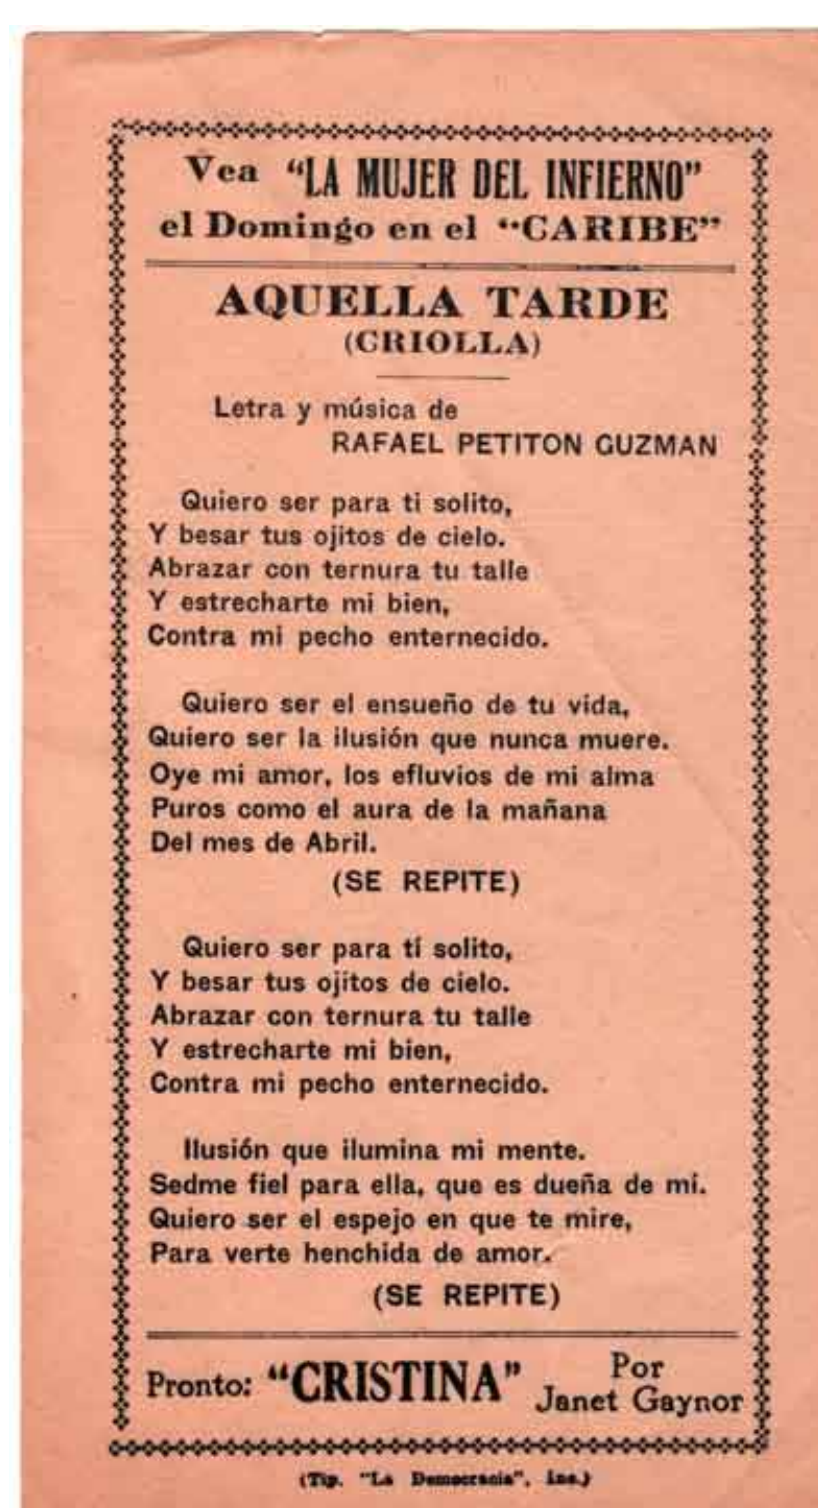 Vea "LA MUJER DEL INFIERNO"
el Domingo en el "CARIBE"
AQUELLA TARDE
(CRIOLLA)
Letra y música de
RAFAEL PETITON GUZMAN
Quiero ser para ti solito,
Y besar tus ojitos de cielo.
Abrazar con ternura tu talle
Y estrecharte mi bien,
Contra mi pecho enternecido.
Quiero ser el ensueño de tu vida,
Quiero ser la ilusión que nunca muere.
Oye mi amor, los efluvios de mi alma
Puros como el aura de la mañana
Del mes de Abril.
(SE REPITE)
Quiero ser para tí solito,
Y besar tus ojitos de cielo.
Abrazar con ternura tu talle
Y estrecharte mi bien,
Contra mi pecho enternecido.
Ilusión que ilumina mi mente.
Sedme fiel para ella, que es dueña de mí.
Quiero ser el espejo en que te mire,
Para verte henchida de amor.
(SE REPITE)
Pronto: "CRISTINA" Por
Janet Gaynor
(Tip. "La Democracia", Inc.)